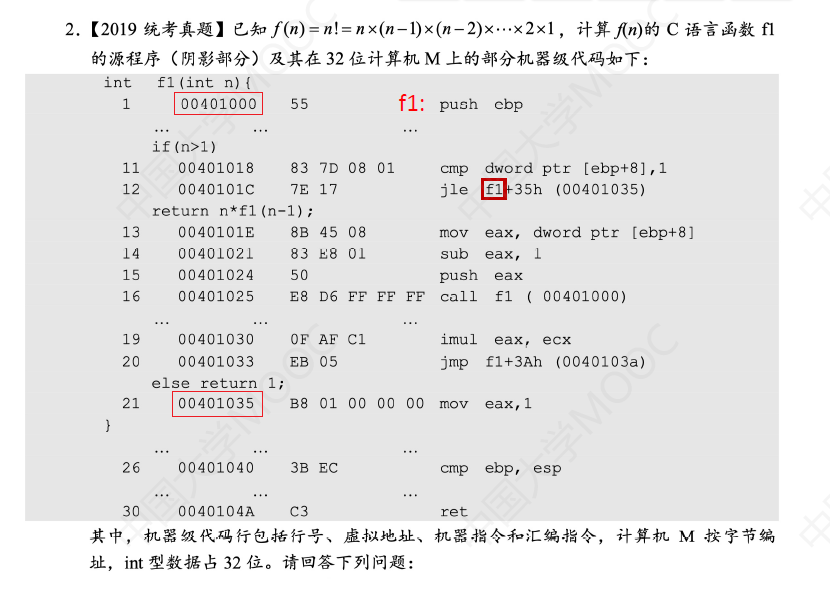 2.【2019 统考真题】已知 f(n)=n!=n×(n−1)×(n−2)×⋯×2×1，计算 f(n)的 C 语言函数 f1
的源程序（阴影部分）及其在 32 位计算机 M 上的部分机器级代码如下：
int f1(int n){
1 00401000 55 f1: push ebp
… … …
if(n>1)
11 00401018 83 7D 08 01 cmp dword ptr [ebp+8],1
12 0040101C 7E 17 jle f1+35h (00401035)
return n*f1(n-1);
13 0040101E 8B 45 08 mov eax, dword ptr [ebp+8]
14 00401021 83 E8 01 sub eax, 1
15 00401024 50 push eax
16 00401025 E8 D6 FF FF FF call f1 ( 00401000)
… … …
19 00401030 0F AF C1 imul eax, ecx
20 00401033 EB 05 jmp f1+3Ah (0040103a)
else return 1;
21 00401035 B8 01 00 00 00 mov eax,1
}
… … …
26 00401040 3B EC cmp ebp, esp
… … …
30 0040104A C3 ret
其中，机器级代码行包括行号、虚拟地址、机器指令和汇编指令，计算机 M 按字节编
址，int 型数据占 32 位。请回答下列问题：
中国大学MOOC